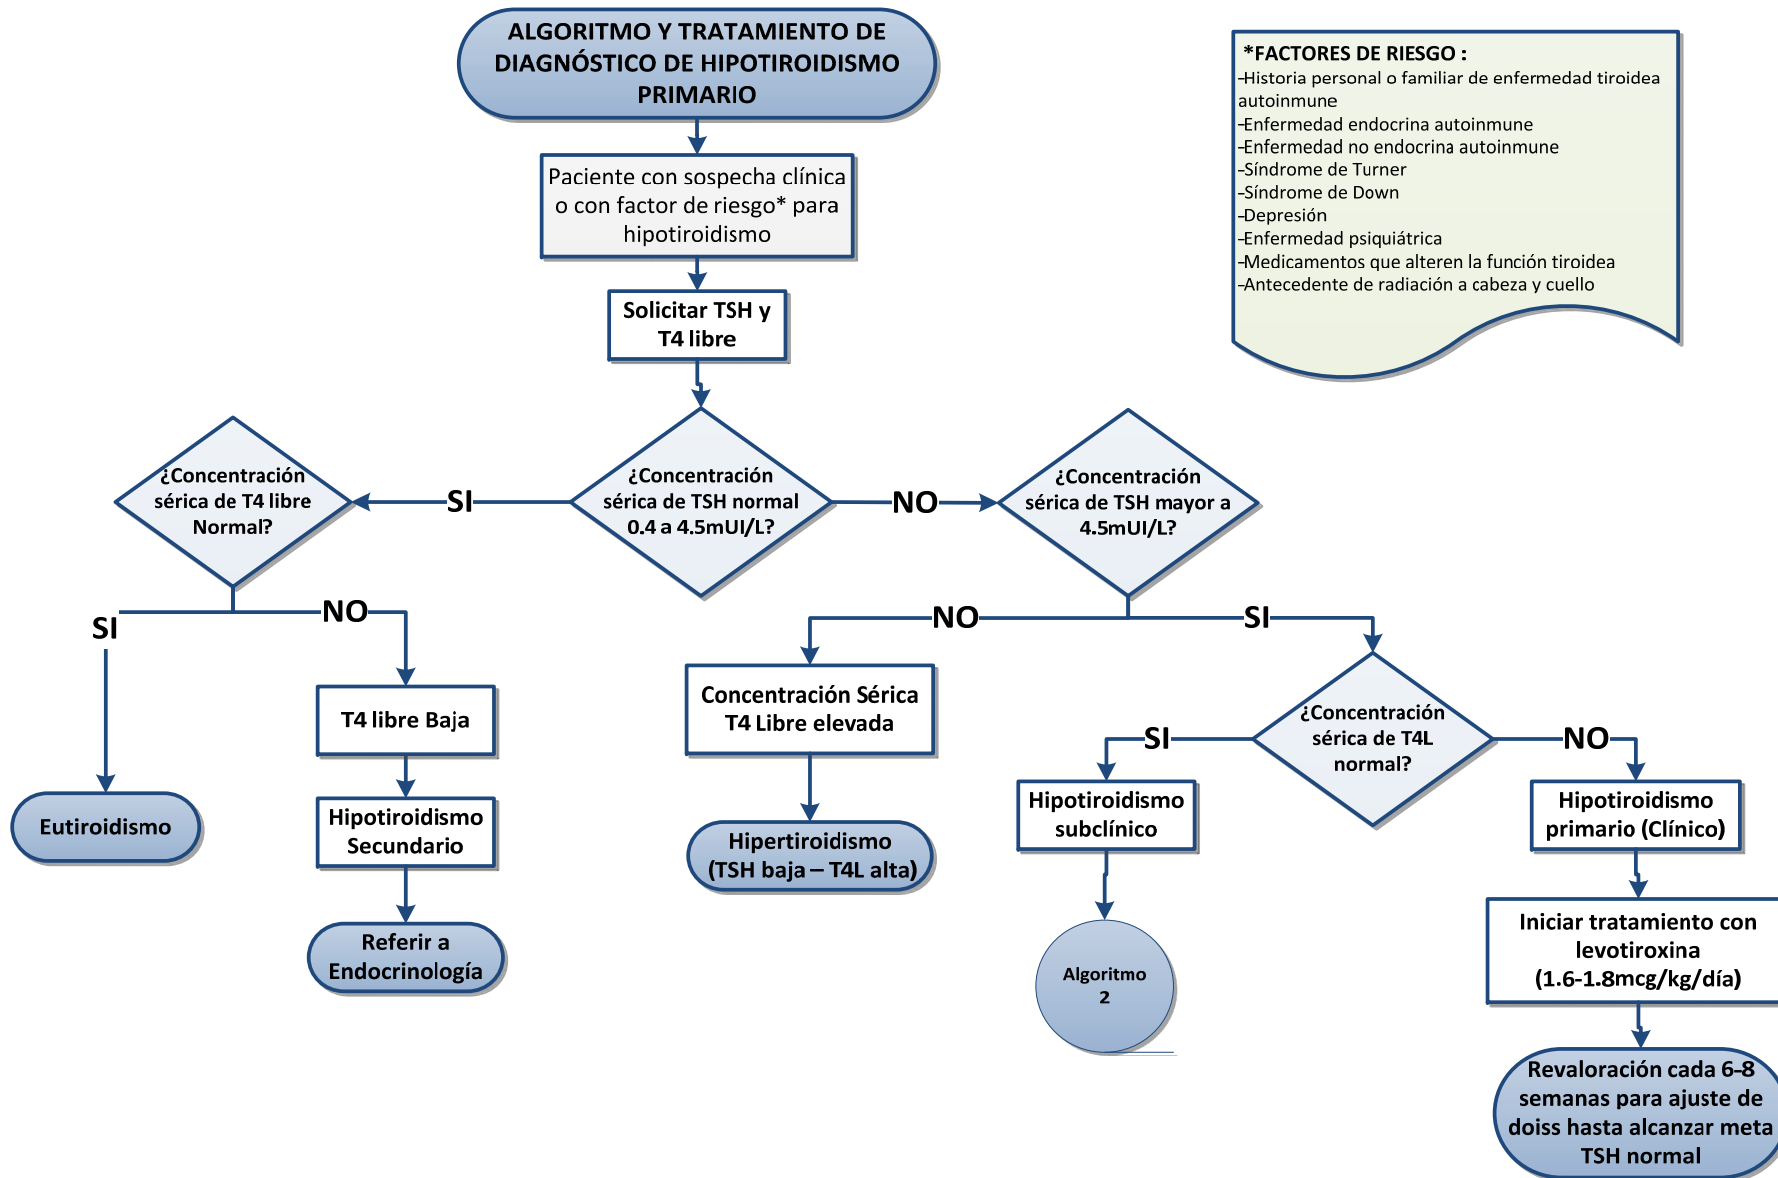 ALGORITMO Y TRATAMIENTO DE
DIAGNÓSTICO DE HIPOTIROIDISMO
PRIMARIO
*FACTORES DE RIESGO :
-Historia personal o familiar de enfermedad tiroidea
autoinmune
-Enfermedad endocrina autoinmune
-Enfermedad no endocrina autoinmune
-Síndrome de Turner
-Síndrome de Down
-Depresión
-Enfermedad psiquiátrica
-Medicamentos que alteren la función tiroidea
-Antecedente de radiación a cabeza y cuello
Paciente con sospecha clínica
o con factor de riesgo* para
hipotiroidismo
Solicitar TSH y
T4 libre
¿Concentración
sérica de T4 libre
Normal?
SI
¿Concentración
sérica de TSH normal
0.4 a 4.5mUI/L?
NO
¿Concentración
sérica de TSH mayor a
4.5mUI/L?
SI
NO
NO
SI
T4 libre Baja
Concentración Sérica
T4 Libre elevada
¿Concentración
sérica de T4L
normal?
SI
NO
Eutiroidismo
Hipotiroidismo
Secundario
Hipertiroidismo
(TSH baja – T4L alta)
Hipotiroidismo
subclínico
Hipotiroidismo
primario (Clínico)
Referir a
Endocrinología
Algoritmo
2
Iniciar tratamiento con
levotiroxina
(1.6-1.8mcg/kg/día)
Revaloración cada 6-8
semanas para ajuste de
doiss hasta alcanzar meta
TSH normal